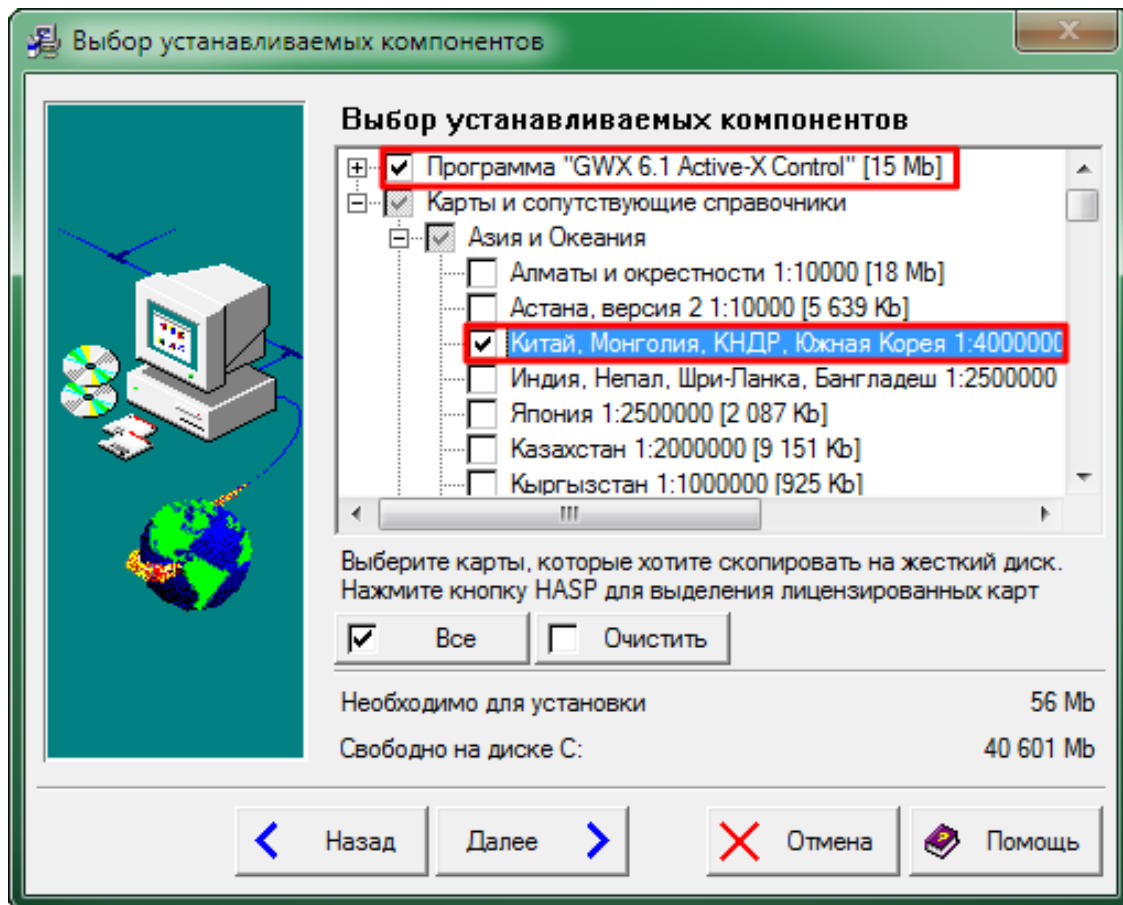 Выбор устанавливаемых компонентов
Выбор устанавливаемых компонентов
Программа "GWX 6.1 Active-X Control" [15 Mb]
Карты и сопутствующие справочники
Азия и Океания
Алматы и окрестности 1:10000 [18 Mb]
Астана, версия 2 1:10000 [5 639 Kb]
Китай, Монголия, КНДР, Южная Корея 1:4000000
Индия, Непал, Шри-Ланка, Бангладеш 1:2500000
Япония 1:2500000 [2 087 Kb]
Казахстан 1:2000000 [9 151 Kb]
Кыргызстан 1:1000000 [925 Kb]
Выберите карты, которые хотите скопировать на жесткий диск.
Нажмите кнопку HASP для выделения лицензированных карт
Все Очистить
Необходимо для установки 56 Mb
Свободно на диске C: 40 601 Mb
Назад Далее Отмена Помощь